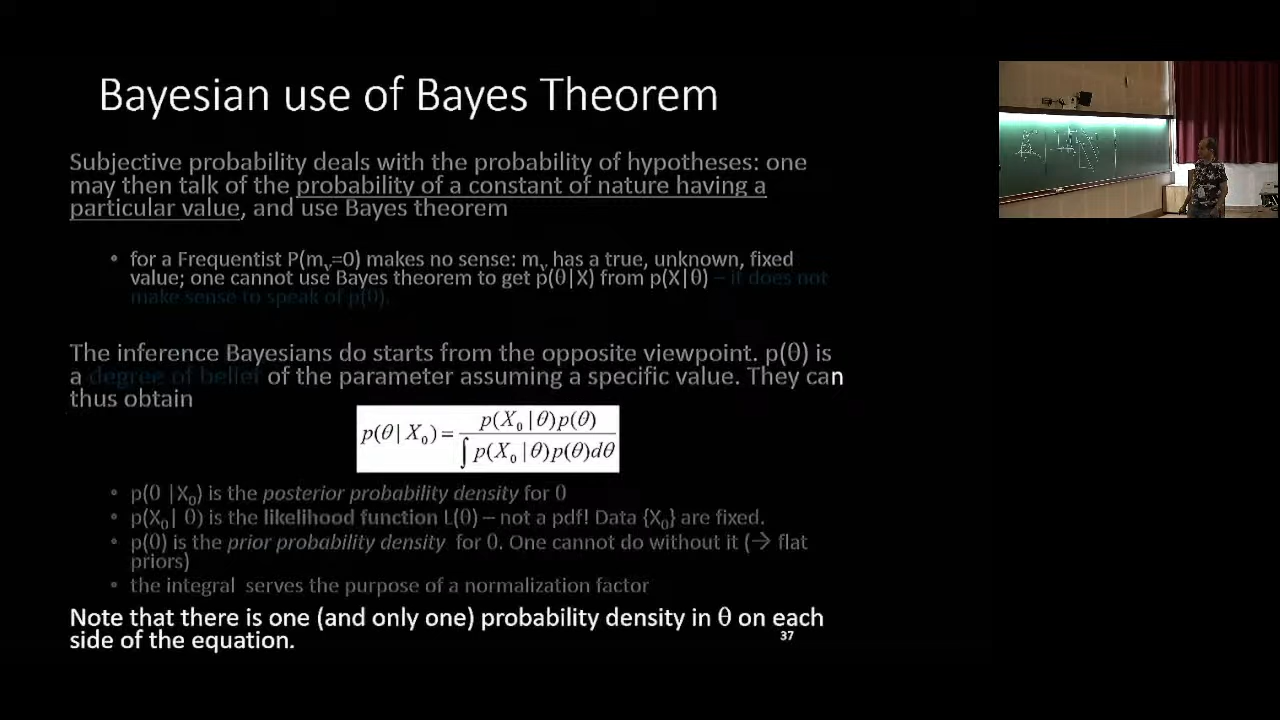 Bayesian use of Bayes Theorem
Subjective probability deals with the probability of hypotheses: one
may then talk of the probability of a constant of nature having a
particular value, and use Bayes theorem
• for a Frequentist P(mᵥ=0) makes no sense: mᵥ has a true, unknown, fixed
value; one cannot use Bayes theorem to get p(θ|X) from p(X|θ) – it does not
make sense to speak of p(θ).
The inference Bayesians do starts from the opposite viewpoint. p(θ) is
a degree of belief of the parameter assuming a specific value. They can
thus obtain
p(θ | X₀) = p(X₀ | θ)p(θ) / ∫ p(X₀ | θ)p(θ)dθ
• p(θ |X₀) is the posterior probability density for θ
• p(X₀| θ) is the likelihood function L(θ) – not a pdf! Data {X₀} are fixed.
• p(θ) is the prior probability density for θ. One cannot do without it (→ flat
priors)
• the integral serves the purpose of a normalization factor
Note that there is one (and only one) probability density in θ on each
side of the equation.
37